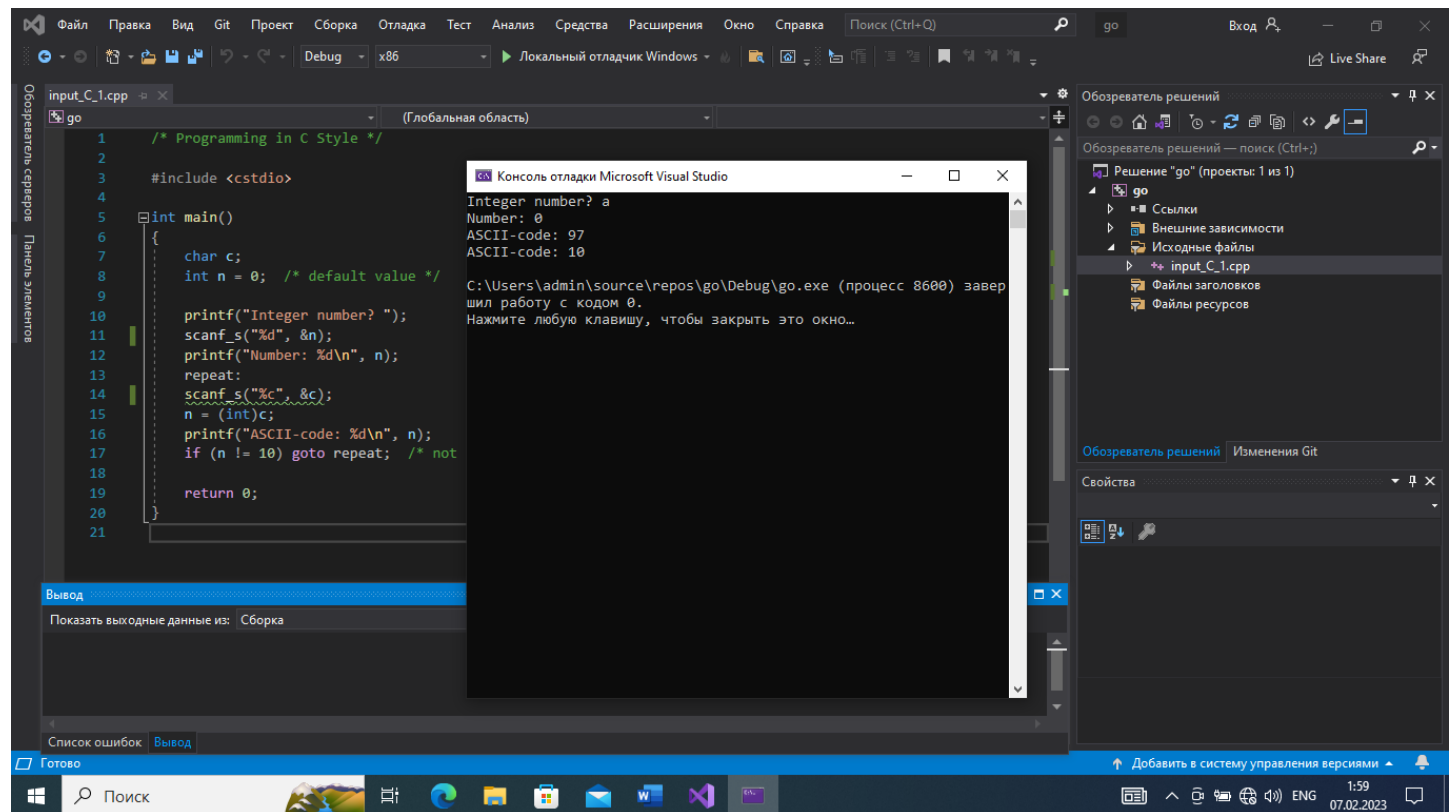 Файл Правка Вид Git Проект Сборка Отладка Тест Анализ Средства Расширения Окно Справка Поиск (Ctrl+Q) go Вход
Debug x86 Локальный отладчик Windows Live Share
Обозреватель серверов
Панель элементов
input_C_1.cpp
go (Глобальная область)
1 /* Programming in C Style */
2
3 #include <cstdio>
4
5 int main()
6 {
7 char c;
8 int n = 0; /* default value */
9
10 printf("Integer number? ");
11 scanf_s("%d", &n);
12 printf("Number: %d\n", n);
13 repeat:
14 scanf_s("%c", &c);
15 n = (int)c;
16 printf("ASCII-code: %d\n", n);
17 if (n != 10) goto repeat; /* not
18
19 return 0;
20 }
21
Консоль отладки Microsoft Visual Studio
Integer number? a
Number: 0
ASCII-code: 97
ASCII-code: 10
C:\Users\admin\source\repos\go\Debug\go.exe (процесс 8600) завер
шил работу с кодом 0.
Нажмите любую клавишу, чтобы закрыть это окно…
Вывод
Показать выходные данные из: Сборка
Список ошибок Вывод
Обозреватель решений
Обозреватель решений — поиск (Ctrl+;)
Решение "go" (проекты: 1 из 1)
go
Ссылки
Внешние зависимости
Исходные файлы
input_C_1.cpp
Файлы заголовков
Файлы ресурсов
Обозреватель решений Изменения Git
Свойства
Готово Добавить в систему управления версиями
Поиск ENG 1:59
07.02.2023